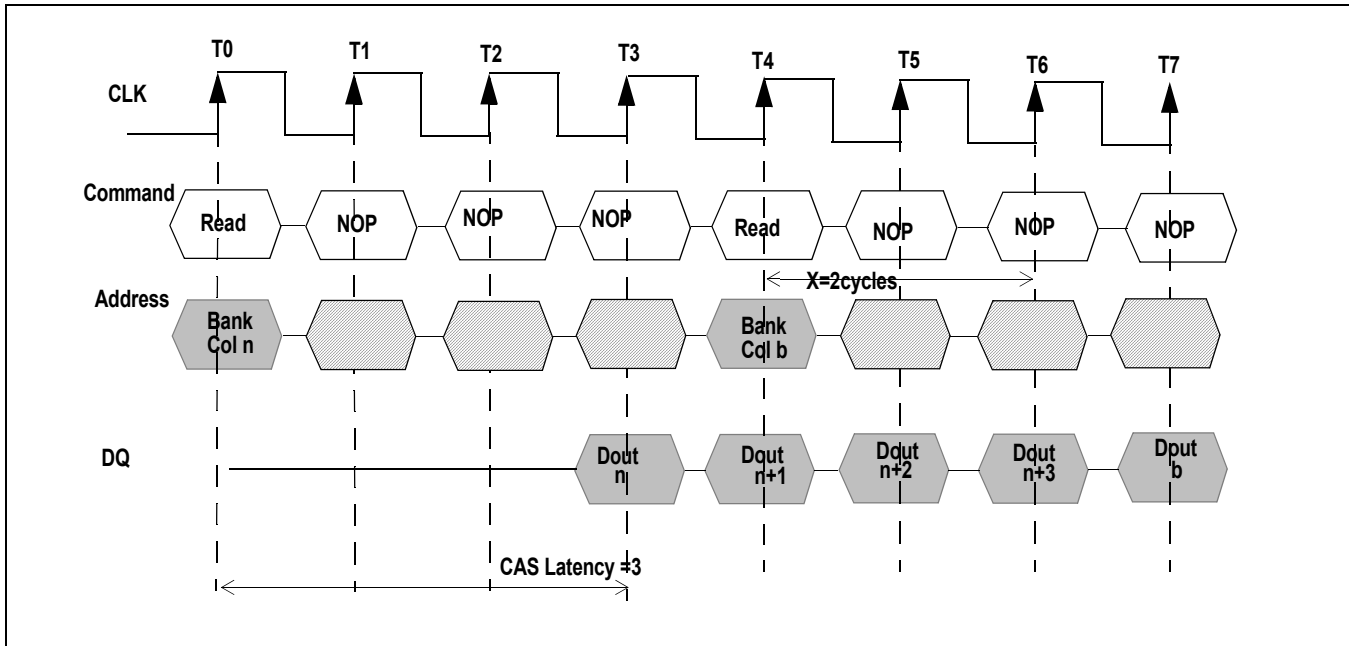 T0 T1 T2 T3 T4 T5 T6 T7
CLK
Command
Read NOP NOP NOP Read NOP NOP NOP
X=2cycles
Address
Bank
Col n
Bank
Col b
DQ
Dout
n
Dout
n+1
Dout
n+2
Dout
n+3
Dout
b
CAS Latency =3